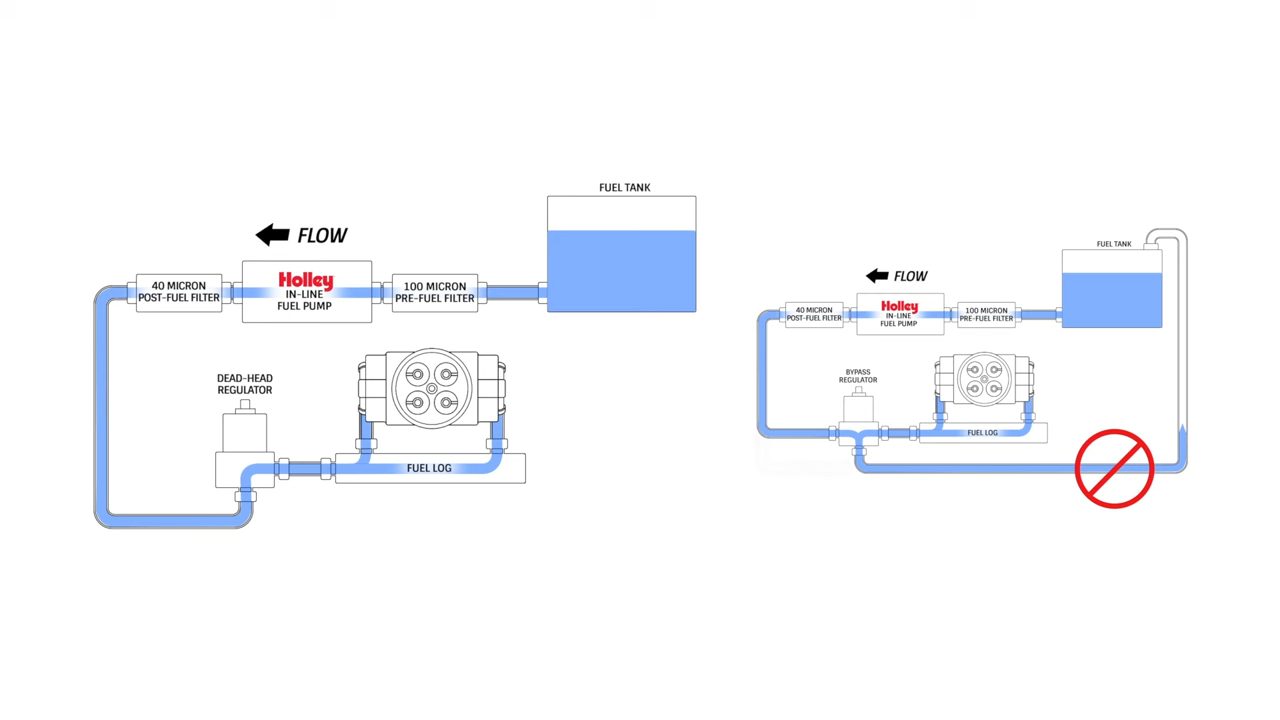 FUEL TANK
FLOW
40 MICRON
POST-FUEL FILTER
Holley
IN-LINE
FUEL PUMP
100 MICRON
PRE-FUEL FILTER
DEAD-HEAD
REGULATOR
FUEL LOG
FUEL TANK
FLOW
40 MICRON
POST-FUEL FILTER
Holley
IN-LINE
FUEL PUMP
100 MICRON
PRE-FUEL FILTER
BYPASS
REGULATOR
FUEL LOG